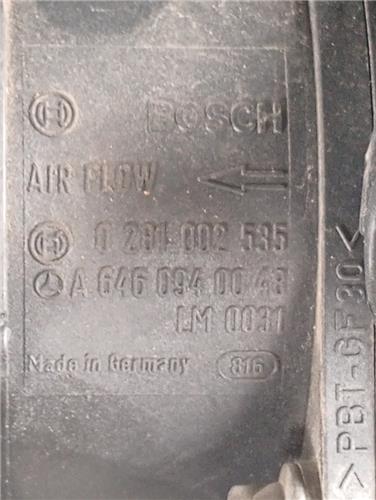 BOSCH
AIR FLOW
0 281 002 535
A 646 094 00 48
LM 0031
Made in Germany 816
>PBT-GF30<